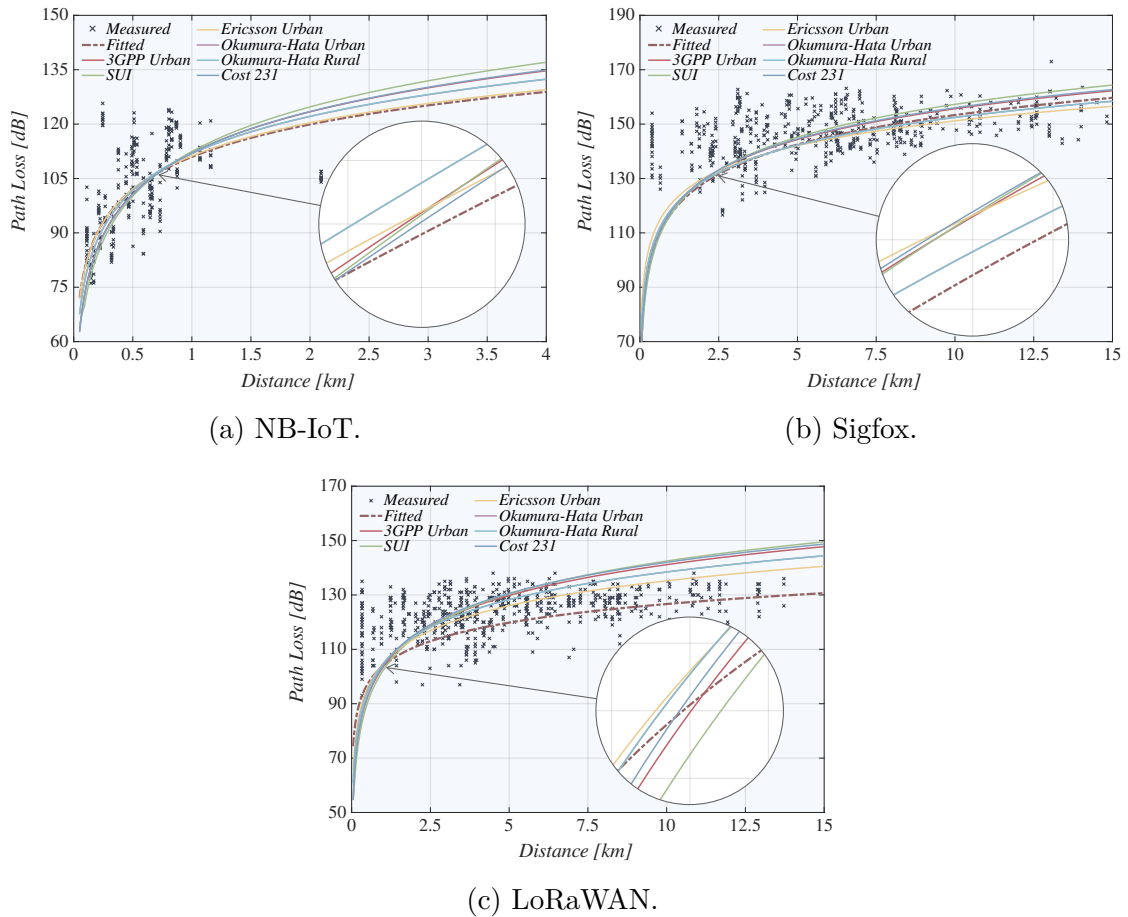 150
135
120
105
90
75
60
Path Loss [dB]
Measured
Fitted
3GPP Urban
SUI
Ericsson Urban
Okumura-Hata Urban
Okumura-Hata Rural
Cost 231
0 0.5 1 1.5 2 2.5 3 3.5 4
Distance [km]
(a) NB-IoT.
190
170
150
130
110
90
70
Path Loss [dB]
Measured
Fitted
3GPP Urban
SUI
Ericsson Urban
Okumura-Hata Urban
Okumura-Hata Rural
Cost 231
0 2.5 5 7.5 10 12.5 15
Distance [km]
(b) Sigfox.
170
150
130
110
90
70
50
Path Loss [dB]
Measured
Fitted
3GPP Urban
SUI
Ericsson Urban
Okumura-Hata Urban
Okumura-Hata Rural
Cost 231
0 2.5 5 7.5 10 12.5 15
Distance [km]
(c) LoRaWAN.